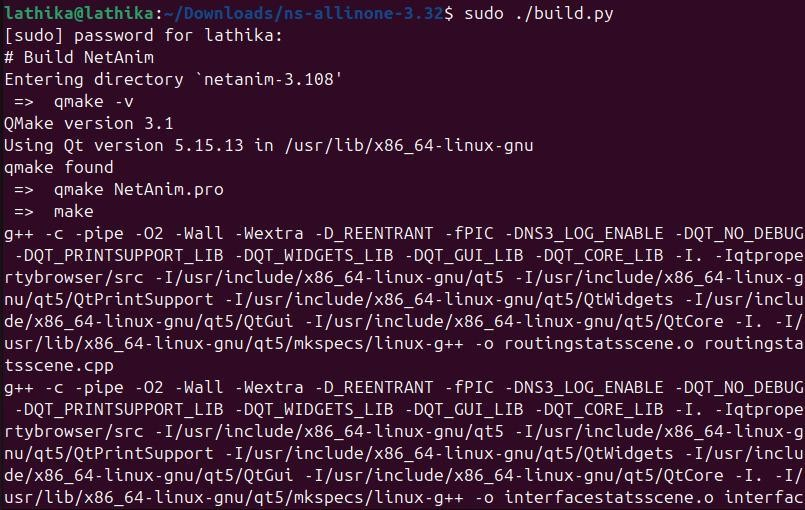 lathika@lathika:~/Downloads/ns-allinone-3.32$ sudo ./build.py
[sudo] password for lathika:
# Build NetAnim
Entering directory `netanim-3.108'
 =>  qmake -v
QMake version 3.1
Using Qt version 5.15.13 in /usr/lib/x86_64-linux-gnu
qmake found
 =>  qmake NetAnim.pro
 =>  make
g++ -c -pipe -O2 -Wall -Wextra -D_REENTRANT -fPIC -DNS3_LOG_ENABLE -DQT_NO_DEBUG
 -DQT_PRINTSUPPORT_LIB -DQT_WIDGETS_LIB -DQT_GUI_LIB -DQT_CORE_LIB -I. -Iqtprope
rtybrowser/src -I/usr/include/x86_64-linux-gnu/qt5 -I/usr/include/x86_64-linux-g
nu/qt5/QtPrintSupport -I/usr/include/x86_64-linux-gnu/qt5/QtWidgets -I/usr/inclu
de/x86_64-linux-gnu/qt5/QtGui -I/usr/include/x86_64-linux-gnu/qt5/QtCore -I. -I/
usr/lib/x86_64-linux-gnu/qt5/mkspecs/linux-g++ -o routingstatsscene.o routingsta
tsscene.cpp
g++ -c -pipe -O2 -Wall -Wextra -D_REENTRANT -fPIC -DNS3_LOG_ENABLE -DQT_NO_DEBUG
 -DQT_PRINTSUPPORT_LIB -DQT_WIDGETS_LIB -DQT_GUI_LIB -DQT_CORE_LIB -I. -Iqtprope
rtybrowser/src -I/usr/include/x86_64-linux-gnu/qt5 -I/usr/include/x86_64-linux-g
nu/qt5/QtPrintSupport -I/usr/include/x86_64-linux-gnu/qt5/QtWidgets -I/usr/inclu
de/x86_64-linux-gnu/qt5/QtGui -I/usr/include/x86_64-linux-gnu/qt5/QtCore -I. -I/
usr/lib/x86_64-linux-gnu/qt5/mkspecs/linux-g++ -o interfacestatsscene.o interfac